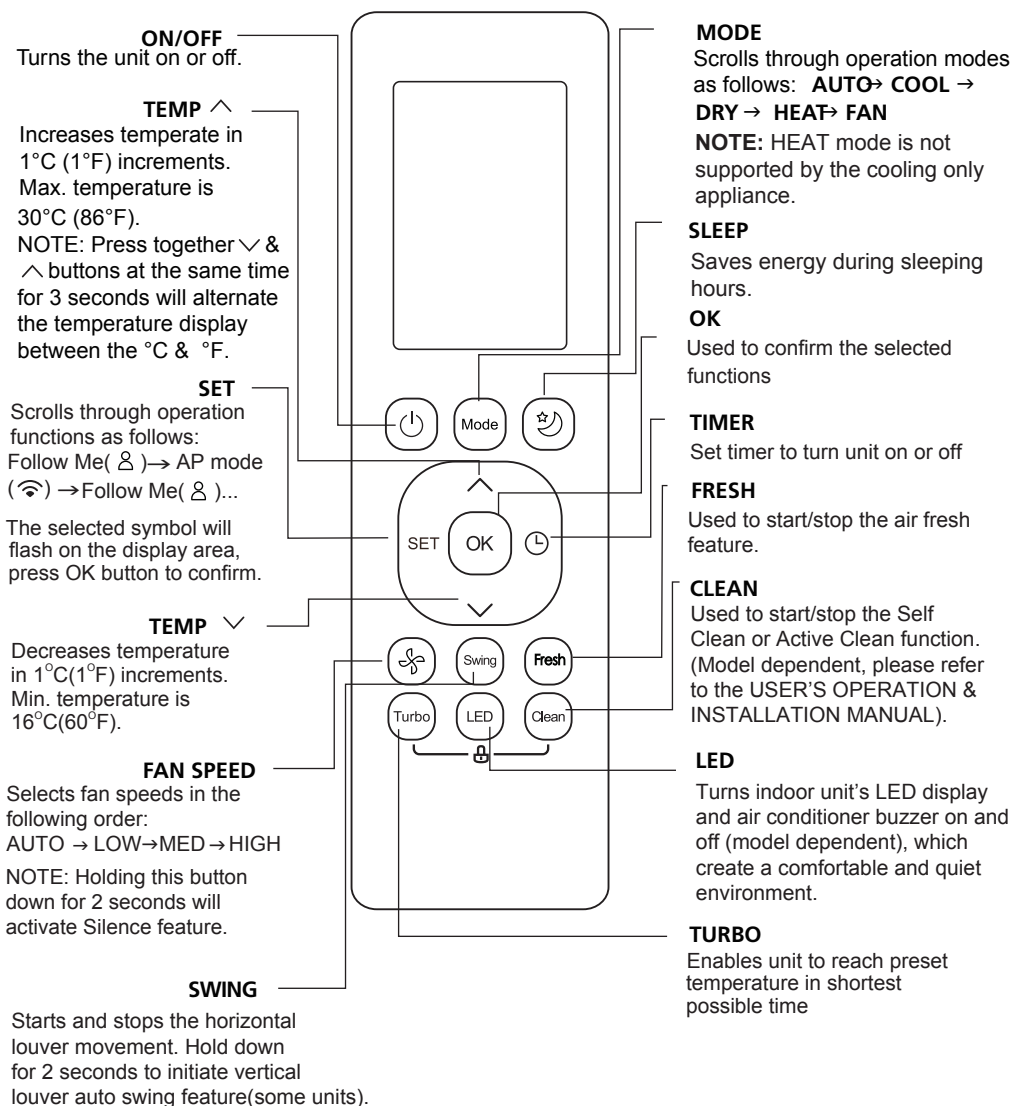 ON/OFF
Turns the unit on or off.
TEMP ︿
Increases temperate in
1°C (1°F) increments.
Max. temperature is
30°C (86°F).
NOTE: Press together ﹀ &
︿ buttons at the same time
for 3 seconds will alternate
the temperature display
between the °C & °F.
SET
Scrolls through operation
functions as follows:
Follow Me( )→ AP mode
( ) →Follow Me( )...
The selected symbol will
flash on the display area,
press OK button to confirm.
TEMP ﹀
Decreases temperature
in 1°C(1°F) increments.
Min. temperature is
16°C(60°F).
FAN SPEED
Selects fan speeds in the
following order:
AUTO → LOW→MED→HIGH
NOTE: Holding this button
down for 2 seconds will
activate Silence feature.
SWING
Starts and stops the horizontal
louver movement. Hold down
for 2 seconds to initiate vertical
louver auto swing feature(some units).
Mode
SET
OK
Swing
Fresh
Turbo
LED
Clean
MODE
Scrolls through operation modes
as follows: AUTO→ COOL →
DRY → HEAT→ FAN
NOTE: HEAT mode is not
supported by the cooling only
appliance.
SLEEP
Saves energy during sleeping
hours.
OK
Used to confirm the selected
functions
TIMER
Set timer to turn unit on or off
FRESH
Used to start/stop the air fresh
feature.
CLEAN
Used to start/stop the Self
Clean or Active Clean function.
(Model dependent, please refer
to the USER'S OPERATION &
INSTALLATION MANUAL).
LED
Turns indoor unit's LED display
and air conditioner buzzer on and
off (model dependent), which
create a comfortable and quiet
environment.
TURBO
Enables unit to reach preset
temperature in shortest
possible time